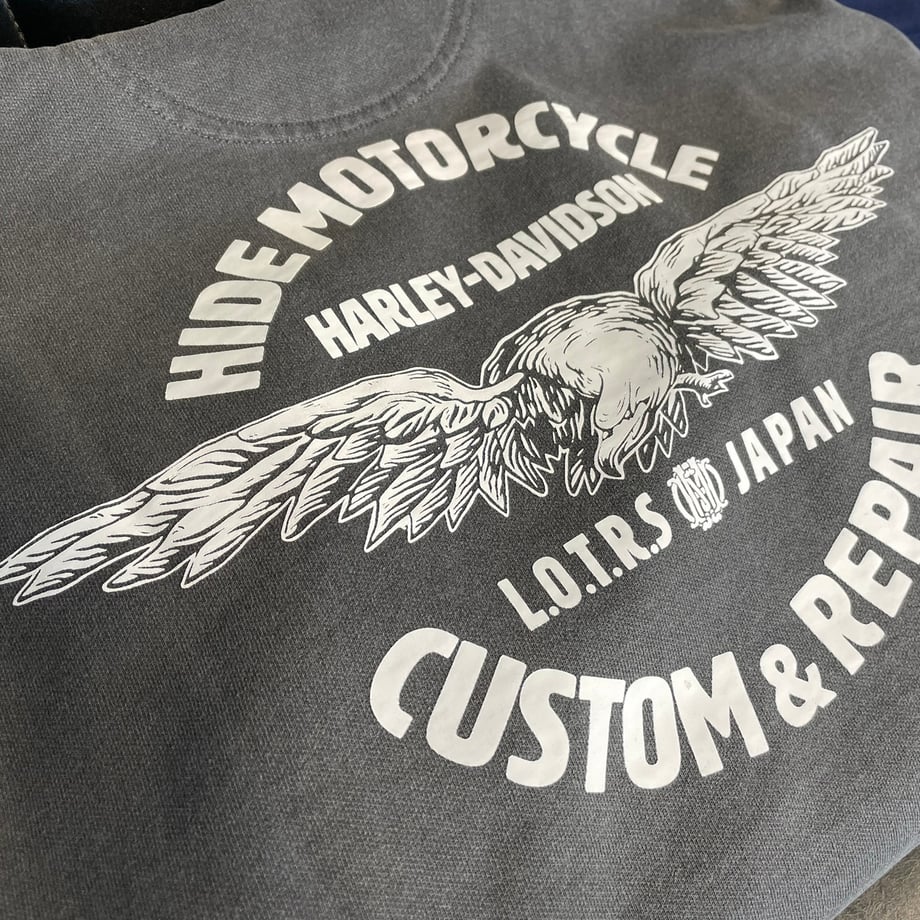 HIDE MOTORCYCLE
HARLEY-DAVIDSON
L.O.T.R.S JAPAN
CUSTOM & REPAIR